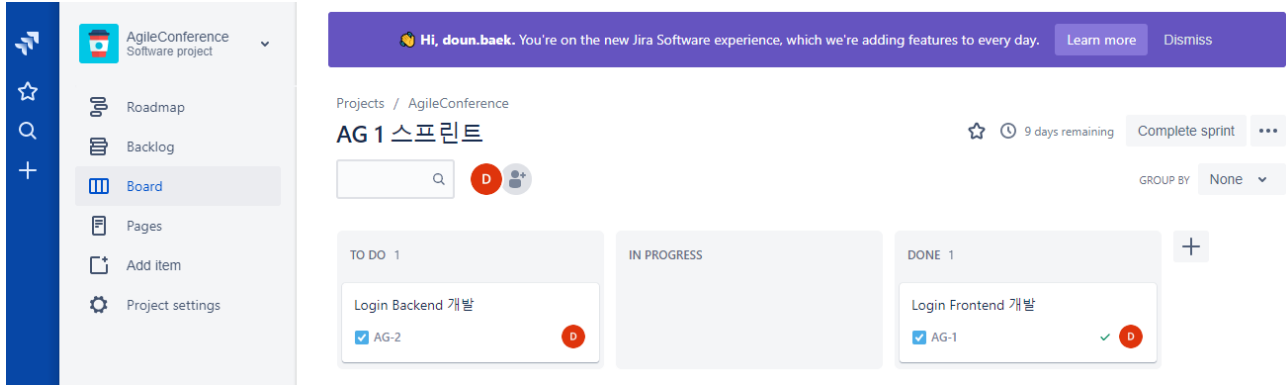 AgileConference
Software project
Hi, doun.baek. You're on the new Jira Software experience, which we're adding features to every day. Learn more Dismiss
Roadmap
Backlog
Board
Pages
Add item
Project settings
Projects / AgileConference
AG 1 스프린트
9 days remaining Complete sprint
D
GROUP BY None
TO DO 1
Login Backend 개발
AG-2 D
IN PROGRESS
DONE 1
Login Frontend 개발
AG-1 D